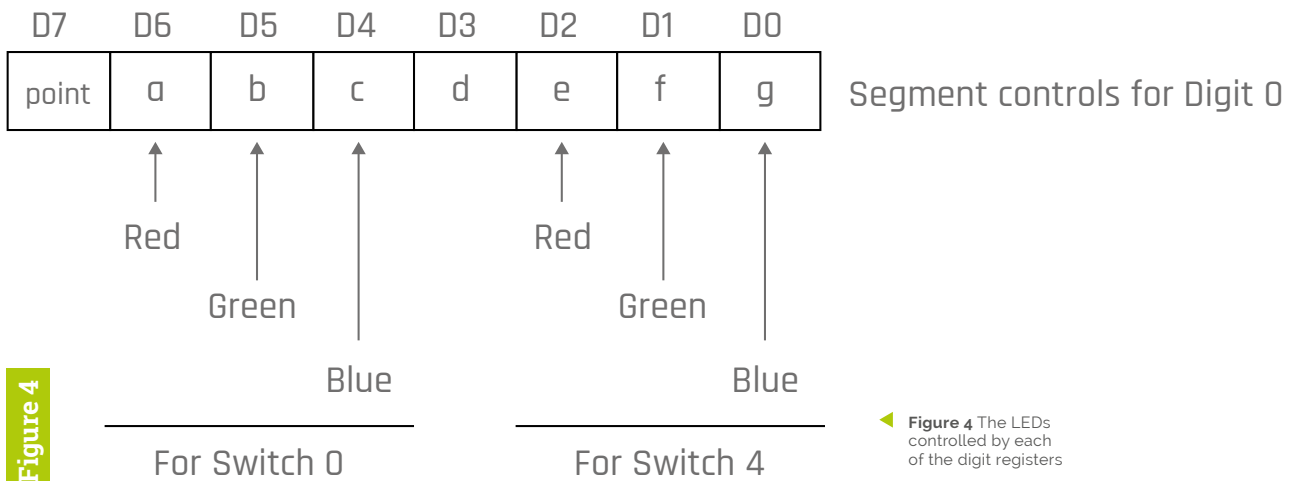 D7 D6 D5 D4 D3 D2 D1 D0
point a b c d e f g Segment controls for Digit 0
Red Red
Green Green
Blue Blue
For Switch 0 For Switch 4
Figure 4
Figure 4 The LEDs
controlled by each
of the digit registers